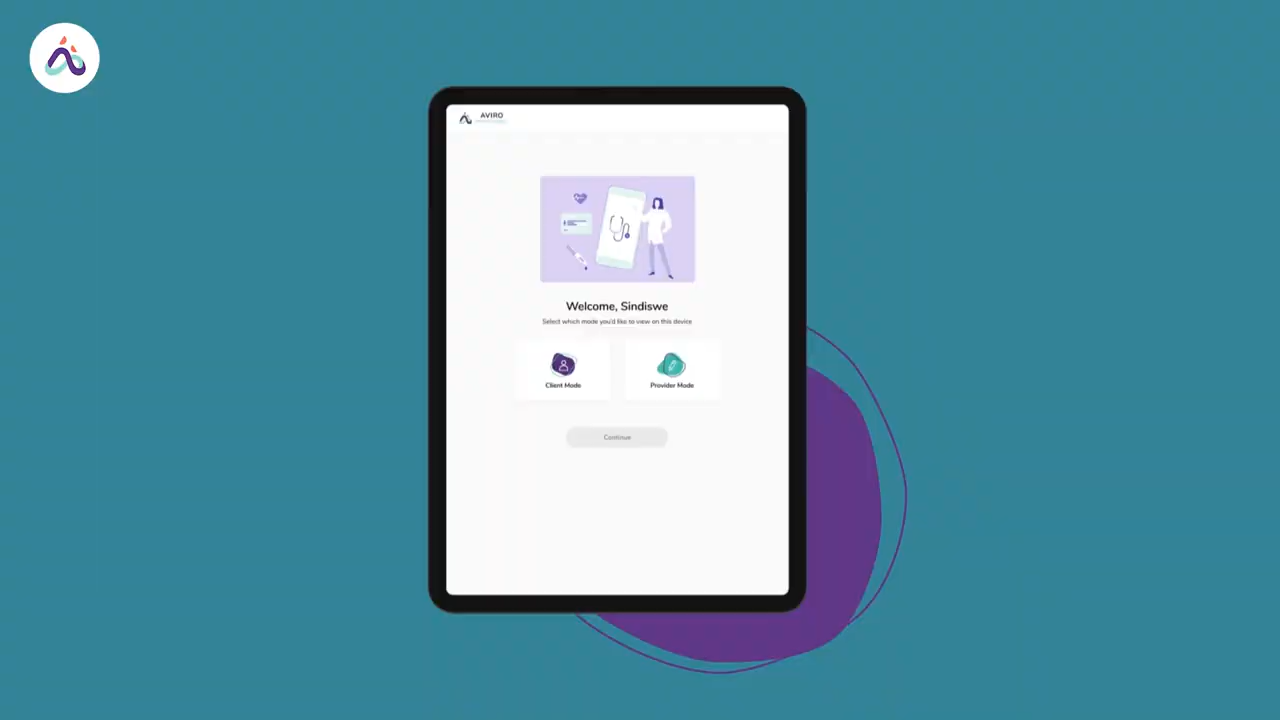 AVIRO
Welcome, Sindiswe
Select which mode you'd like to view on this device
Client Mode
Provider Mode
Continue